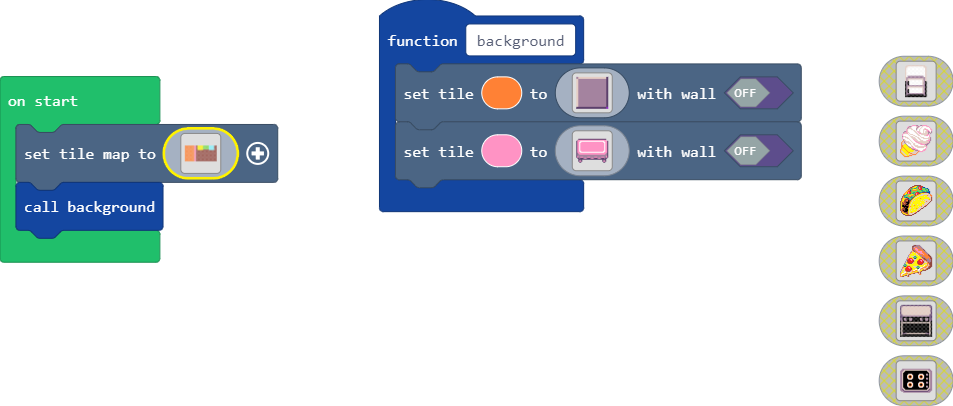 on start
set tile map to
call background
function background
set tile to with wall OFF
set tile to with wall OFF